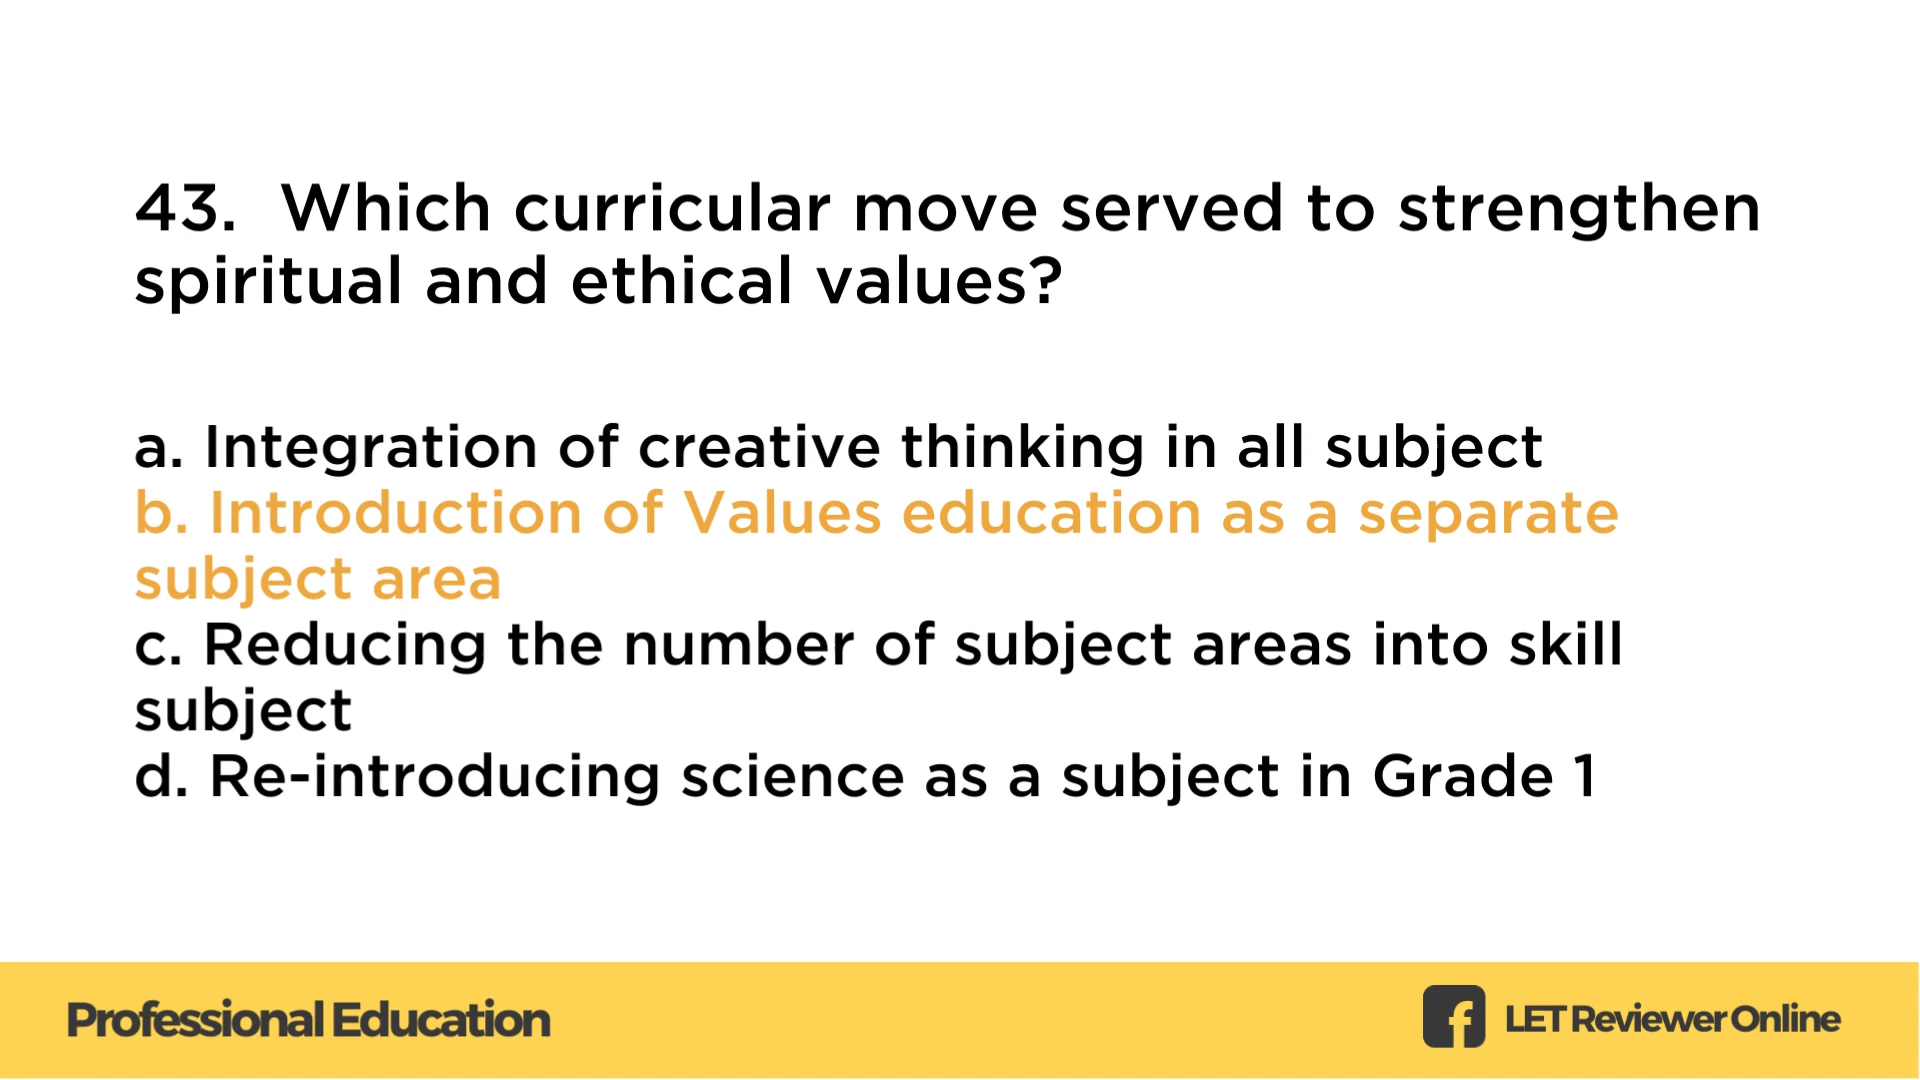 43.  Which curricular move served to strengthen
spiritual and ethical values?
a. Integration of creative thinking in all subject
b. Introduction of Values education as a separate
subject area
c. Reducing the number of subject areas into skill
subject
d. Re-introducing science as a subject in Grade 1
Professional Education
LET Reviewer Online